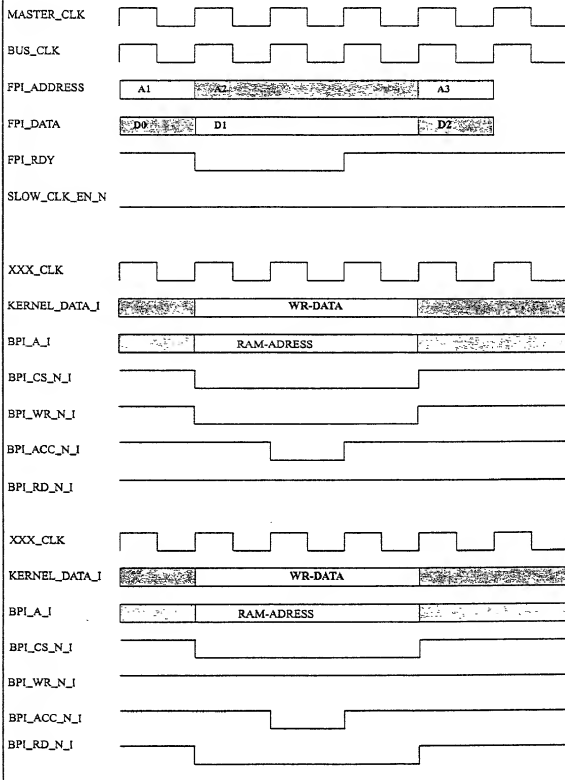 MASTER_CLK
BUS_CLK
FPI_ADDRESS A1 A2 A3
FPI_DATA D0 D1 D2
FPI_RDY
SLOW_CLK_EN_N
XXX_CLK
KERNEL_DATA_I WR-DATA
BPI_A_I RAM-ADRESS
BPI_CS_N_I
BPI_WR_N_I
BPI_ACC_N_I
BPI_RD_N_I
XXX_CLK
KERNEL_DATA_I WR-DATA
BPI_A_I RAM-ADRESS
BPI_CS_N_I
BPI_WR_N_I
BPI_ACC_N_I
BPI_RD_N_I